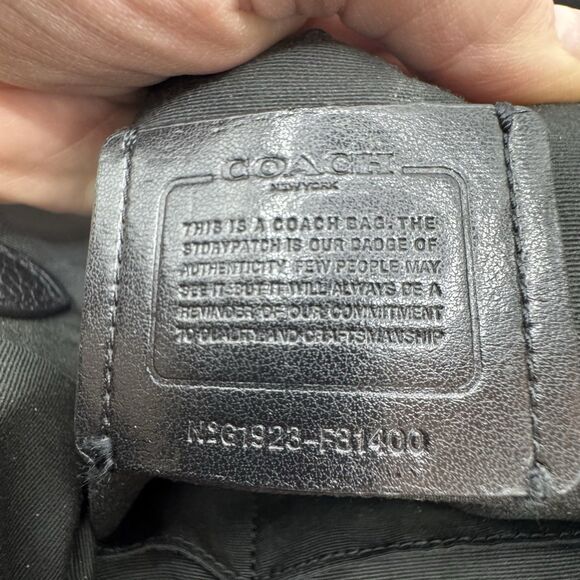 COACH
NEW YORK
THIS IS A COACH BAG. THE
STORYPATCH IS OUR BADGE OF
AUTHENTICITY. FEW PEOPLE MAY
SEE IT BUT IT WILL ALWAYS BE A
REMINDER OF OUR COMMITMENT
TO QUALITY AND CRAFTSMANSHIP
NºG1923-F31400